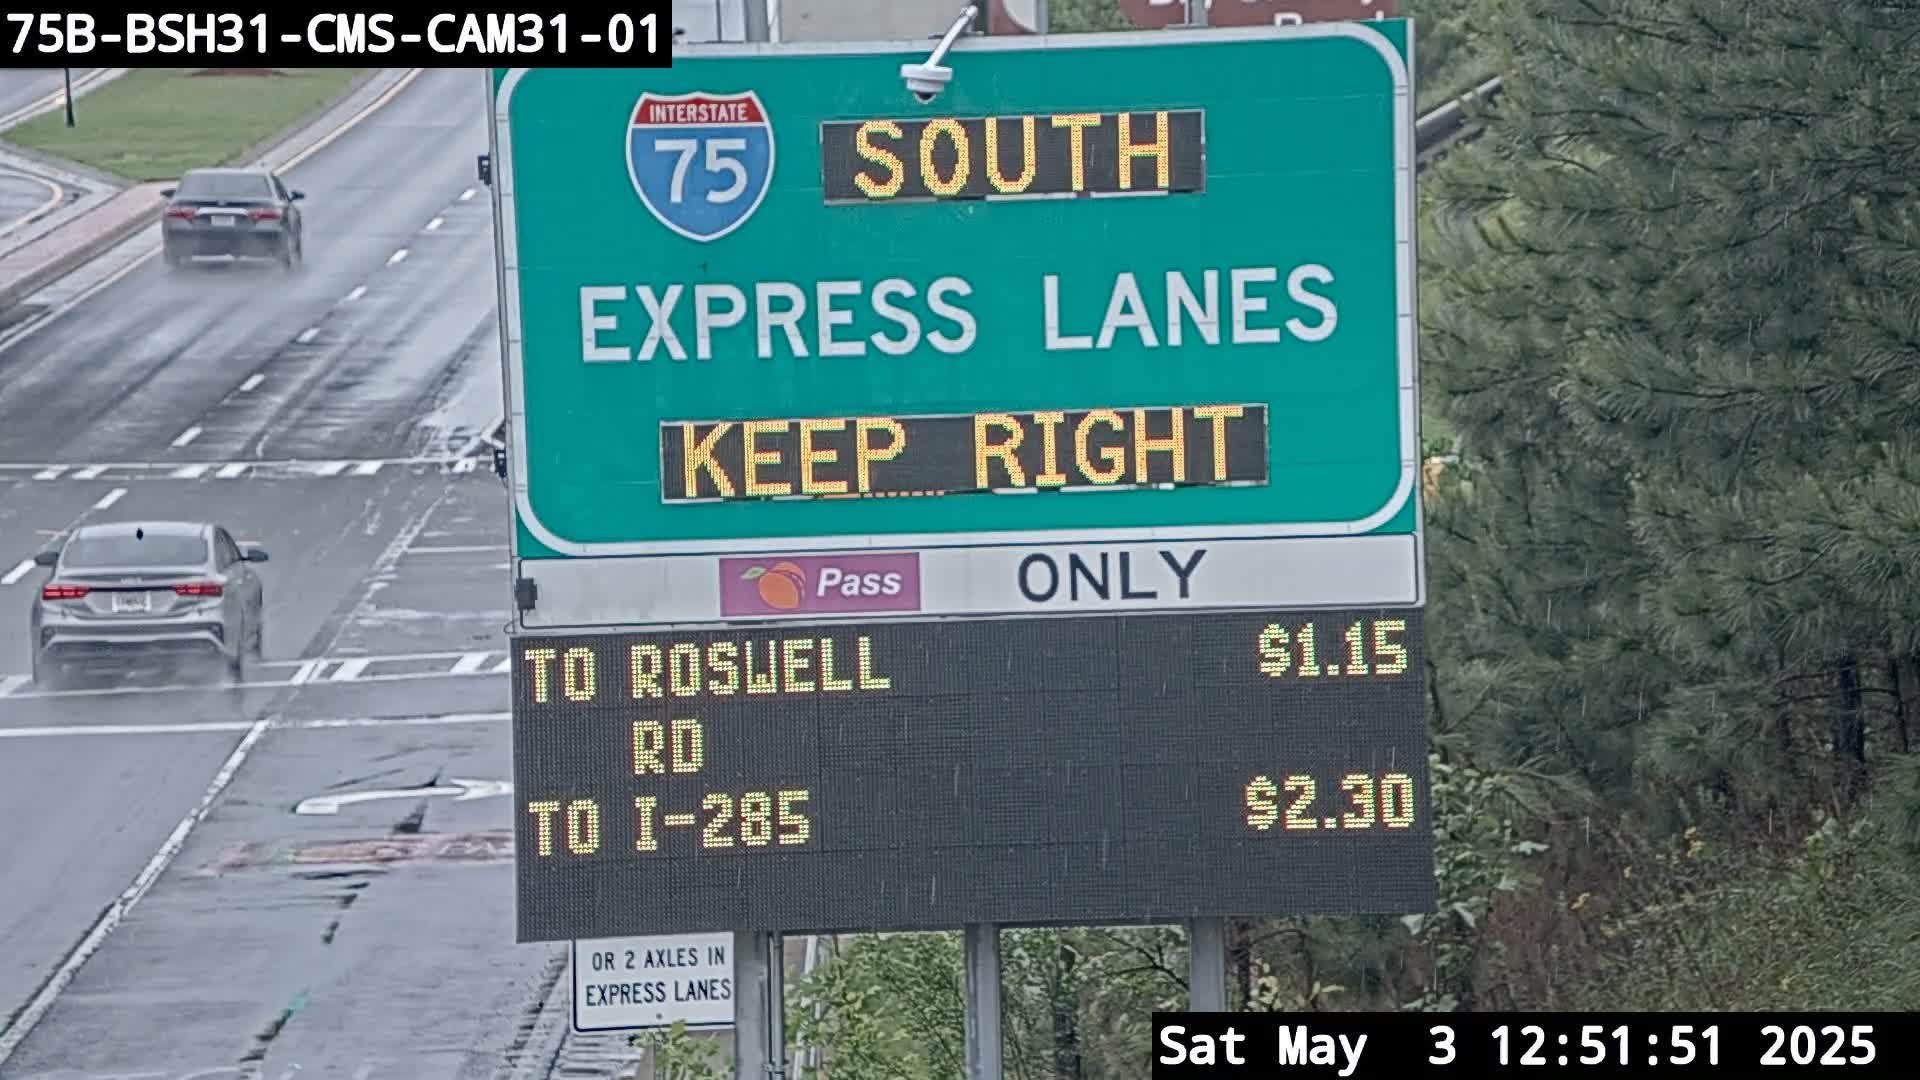 75B-BSH31-CMS-CAM31-01
INTERSTATE
75
SOUTH
EXPRESS LANES
KEEP RIGHT
Pass ONLY
TO ROSWELL $1.15
RD
TO I-285 $2.30
OR 2 AXLES IN
EXPRESS LANES
Sat May 3 12:51:51 2025